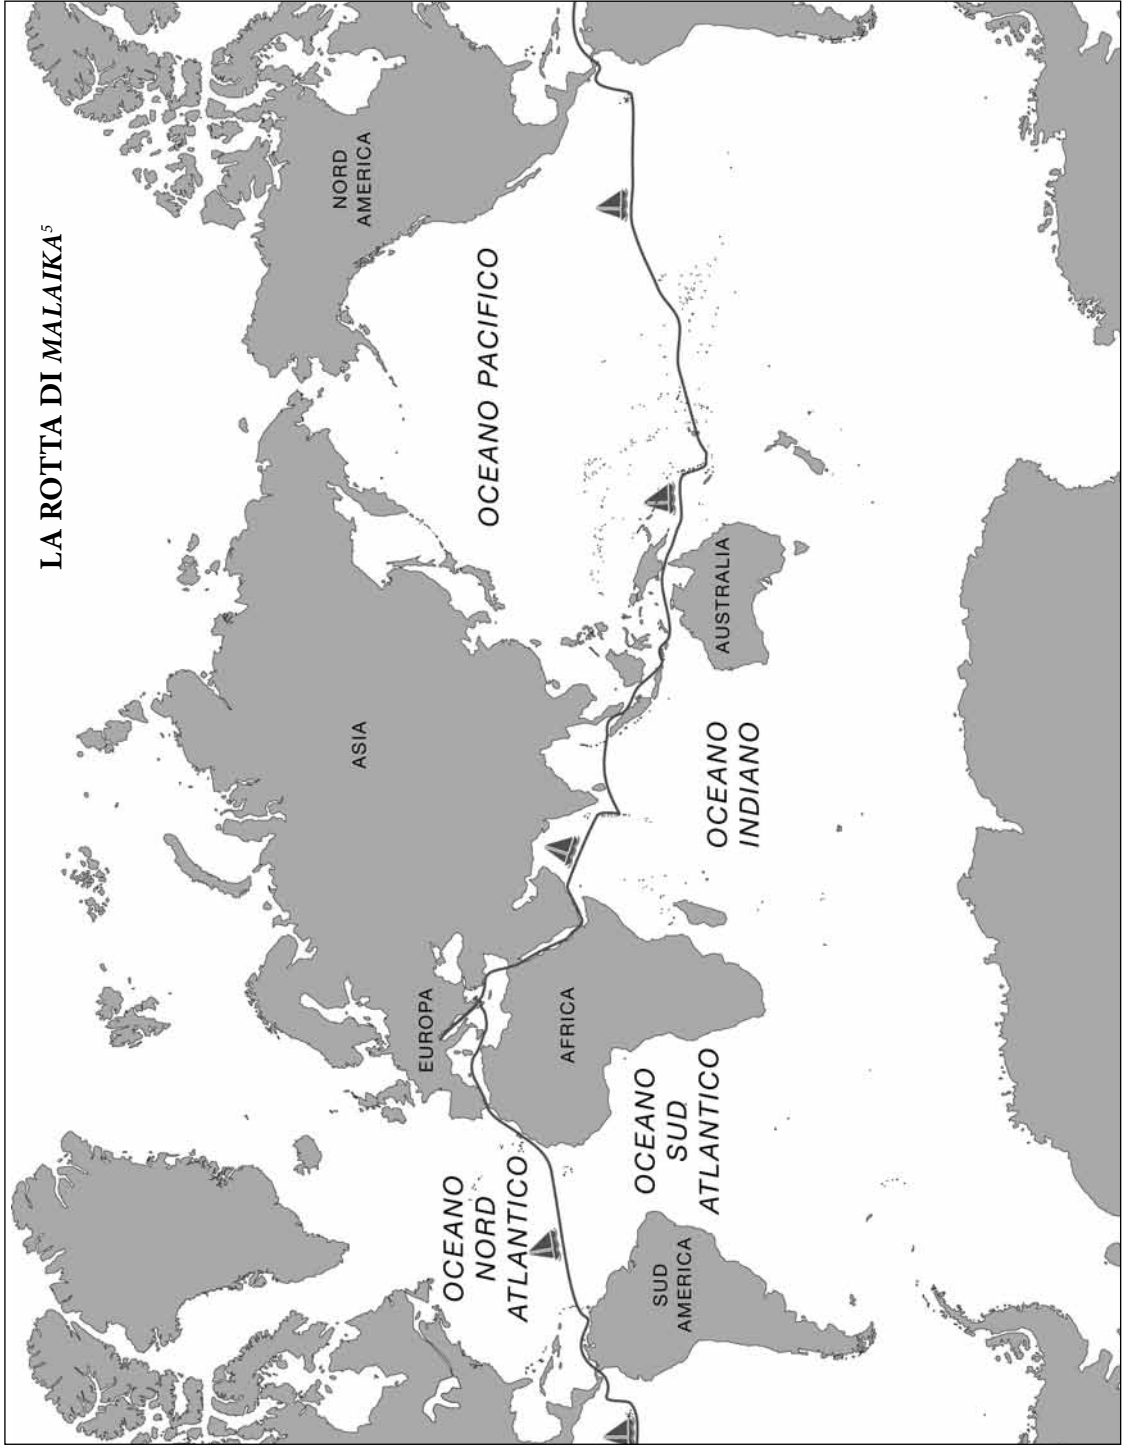 LA ROTTA DI MALAIKA⁵
NORD
AMERICA
OCEANO PACIFICO
ASIA
AUSTRALIA
OCEANO
INDIANO
EUROPA
AFRICA
OCEANO
NORD
ATLANTICO
OCEANO
SUD
ATLANTICO
SUD
AMERICA